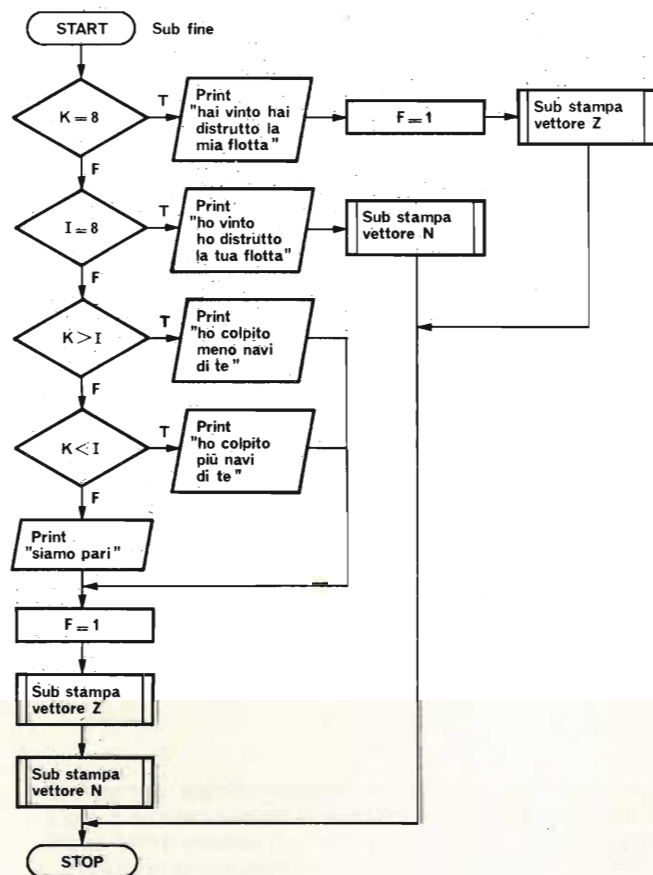 START
Sub fine
K = 8
T
Print
"hai vinto hai
distrutto la
mia flotta"
F = 1
Sub stampa
vettore Z
F
I = 8
T
Print
"ho vinto
ho distrutto
la tua flotta"
Sub stampa
vettore N
F
K > I
T
Print
"ho colpito
meno navi
di te"
F
K < I
T
Print
"ho colpito
più navi
di te"
F
Print
"siamo pari"
F = 1
Sub stampa
vettore Z
Sub stampa
vettore N
STOP